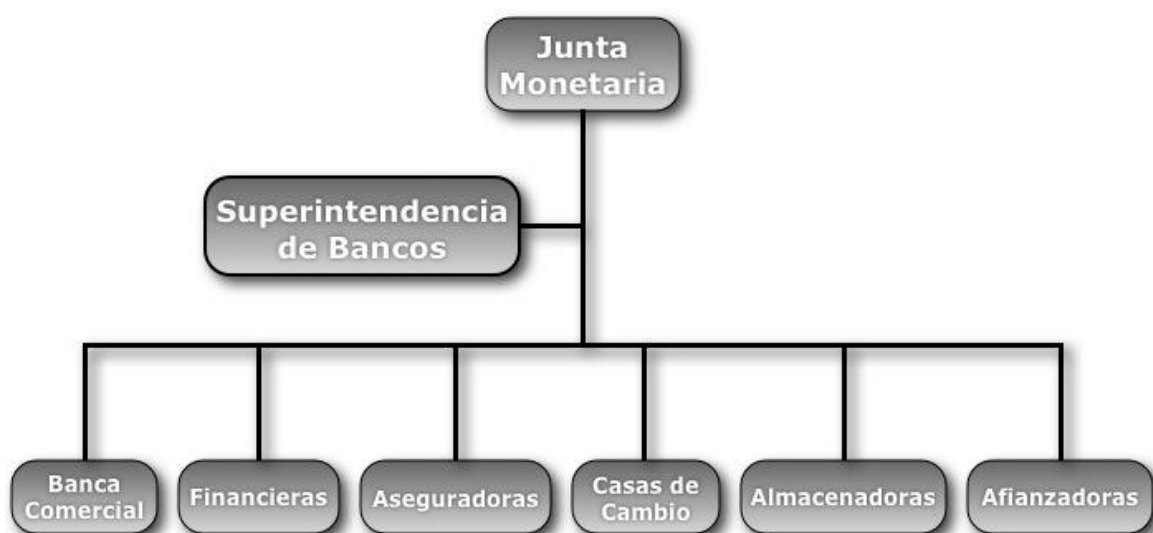 Junta
Monetaria
Superintendencia
de Bancos
Banca
Comercial
Financieras
Aseguradoras
Casas de
Cambio
Almacenadoras
Afianzadoras